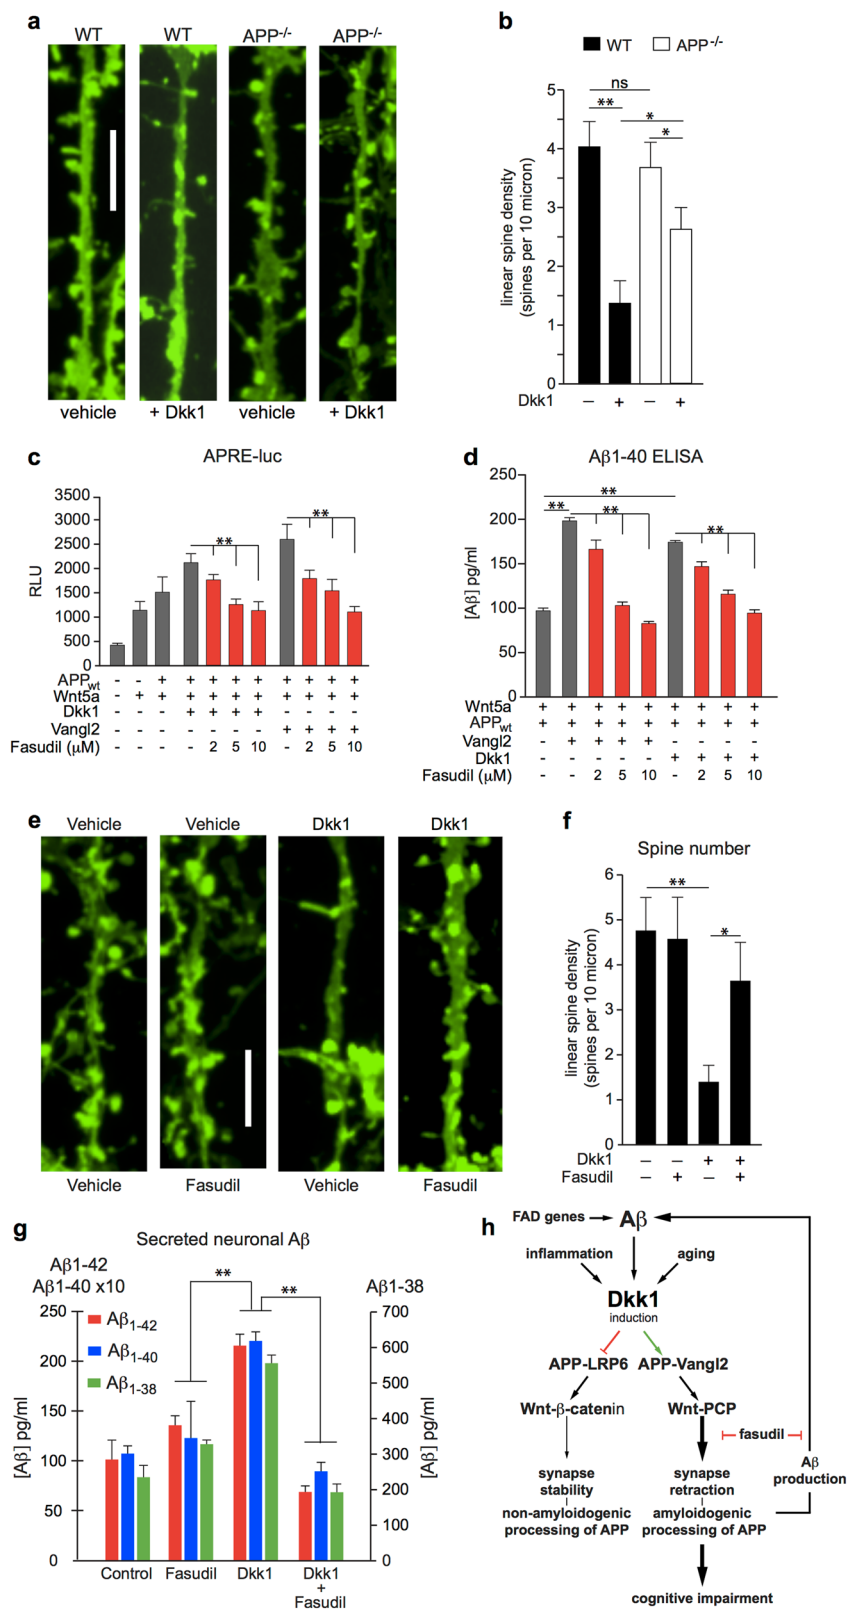 a
WT WT APP-/- APP-/-
vehicle + Dkk1 vehicle + Dkk1
b
WT APP-/-
linear spine density
(spines per 10 micron)
5
4
3
2
1
0
ns
**
*
*
Dkk1 – + – +
c
APRE-luc
RLU
3500
3000
2500
2000
1500
1000
500
0
**
**
APPwt - - + + + + + + + + +
Wnt5a - + + + + + + + + + +
Dkk1 - - - + + + + - - - -
Vangl2 - - - - - - - + + + +
Fasudil (μM) - - - - 2 5 10 - 2 5 10
d
Aβ1-40 ELISA
[Aβ] pg/ml
250
200
150
100
50
0
**
**
**
**
Wnt5a + + + + + + + + +
APPwt + + + + + + + + +
Vangl2 - + + + + - - - -
Dkk1 - - - - - + + + +
Fasudil (μM) - - 2 5 10 - 2 5 10
e
Vehicle Vehicle Dkk1 Dkk1
Vehicle Fasudil Vehicle Fasudil
f
Spine number
linear spine density
(spines per 10 micron)
6
5
4
3
2
1
0
**
*
Dkk1 – – + +
Fasudil – + – +
g
Secreted neuronal Aβ
Aβ1-42
Aβ1-40 x10
Aβ1-38
[Aβ] pg/ml
250
200
150
100
50
0
Aβ1-42
Aβ1-40
Aβ1-38
**
**
700
600
500
400
300
200
100
0
[Aβ] pg/ml
Control Fasudil Dkk1 Dkk1
+
Fasudil
h
FAD genes Aβ
inflammation aging
Dkk1
induction
APP-LRP6 APP-Vangl2
Wnt-β-catenin Wnt-PCP
fasudil
Aβ
production
synapse
stability
synapse
retraction
non-amyloidogenic
processing of APP
amyloidogenic
processing of APP
cognitive impairment